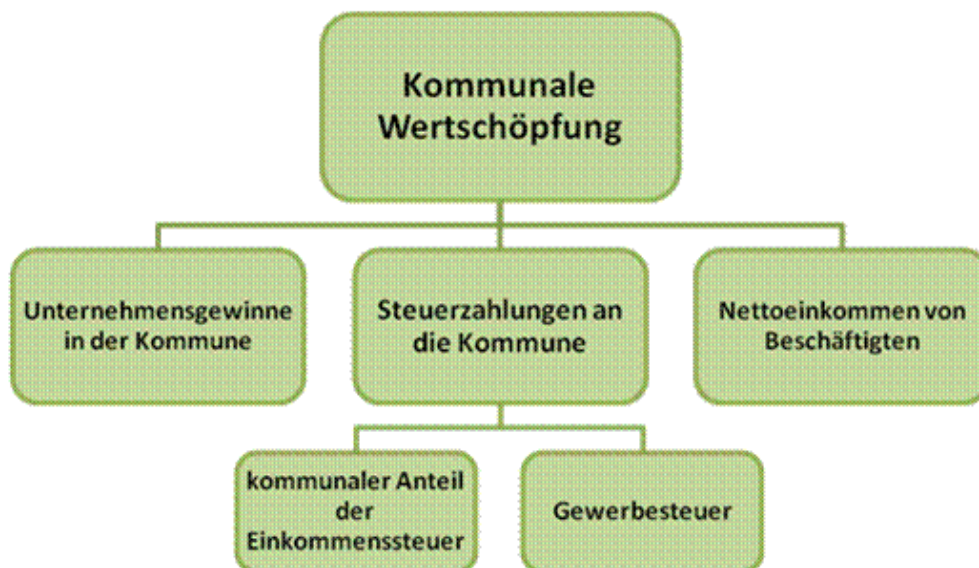 Kommunale
Wertschöpfung
Unternehmensgewinne
in der Kommune
Steuerzahlungen an
die Kommune
Nettoeinkommen von
Beschäftigten
kommunaler Anteil
der
Einkommenssteuer
Gewerbesteuer